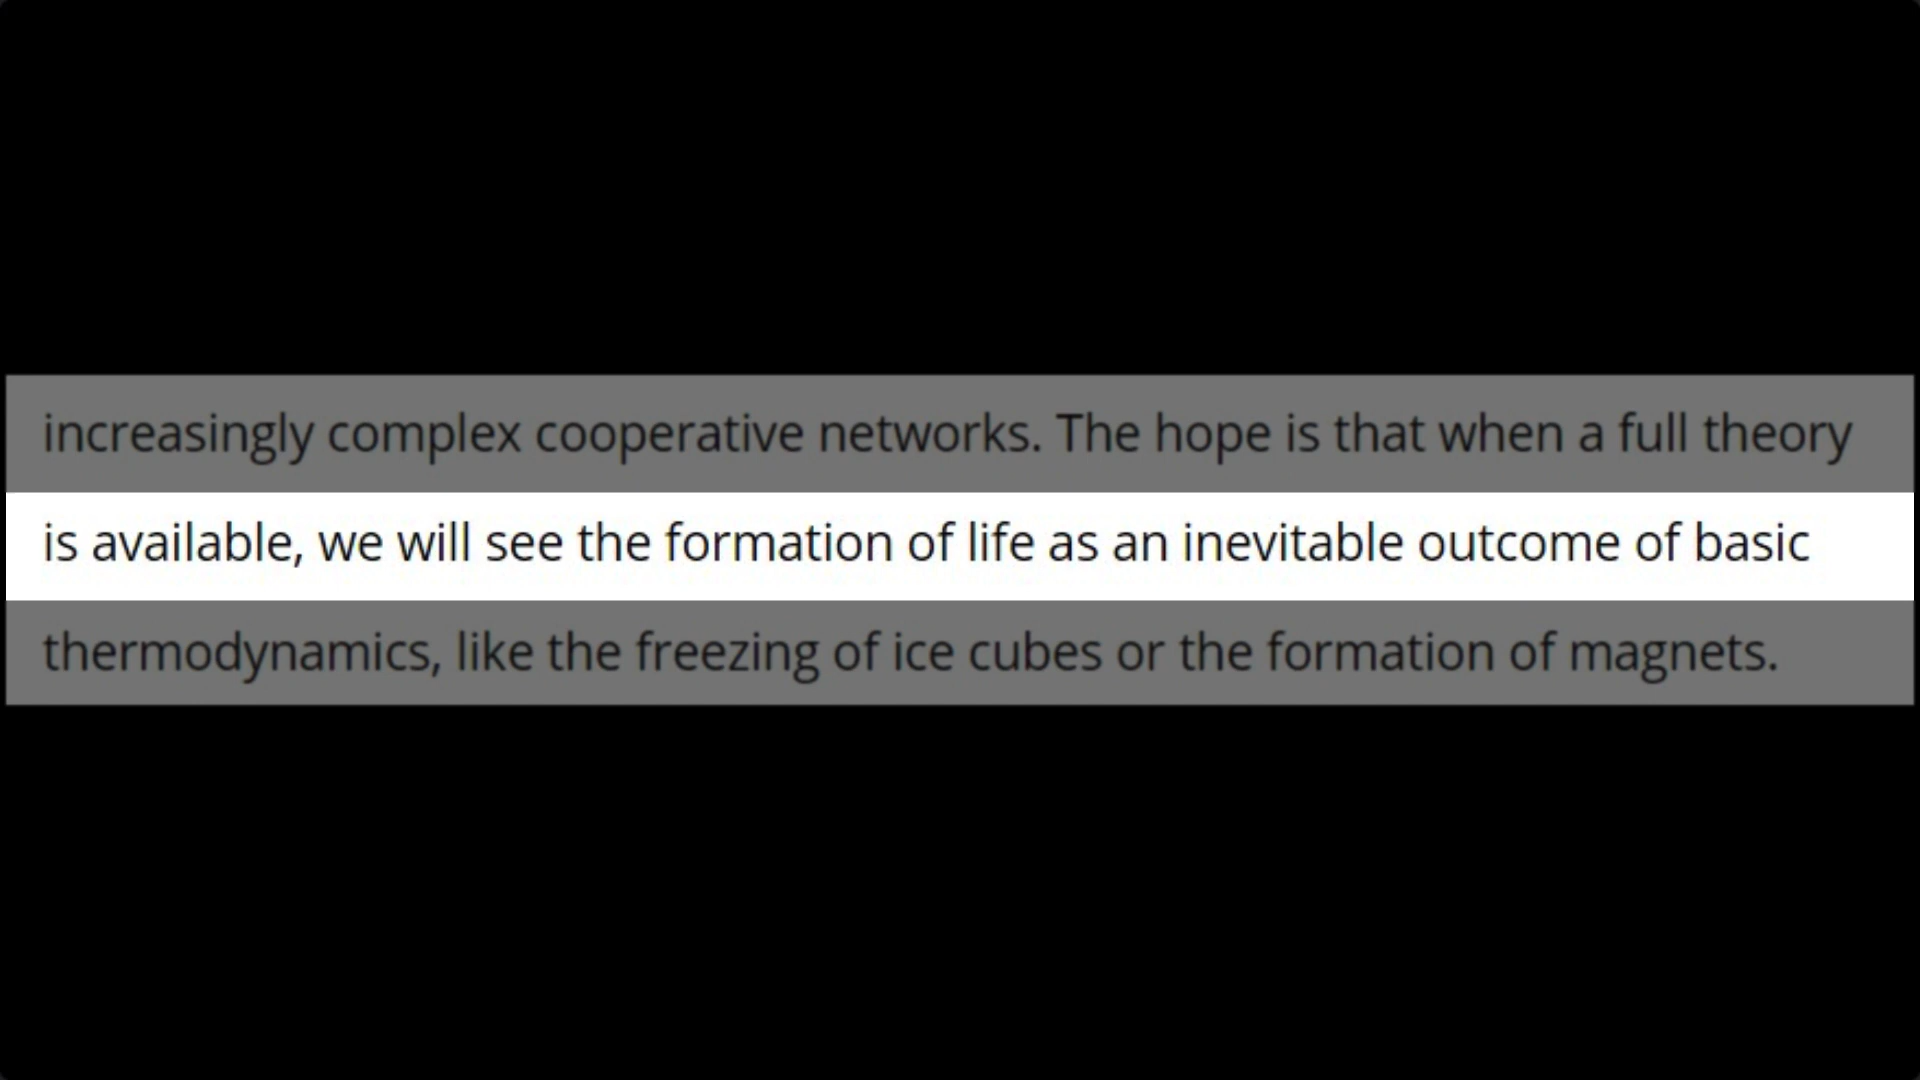 increasingly complex cooperative networks. The hope is that when a full theory
is available, we will see the formation of life as an inevitable outcome of basic
thermodynamics, like the freezing of ice cubes or the formation of magnets.